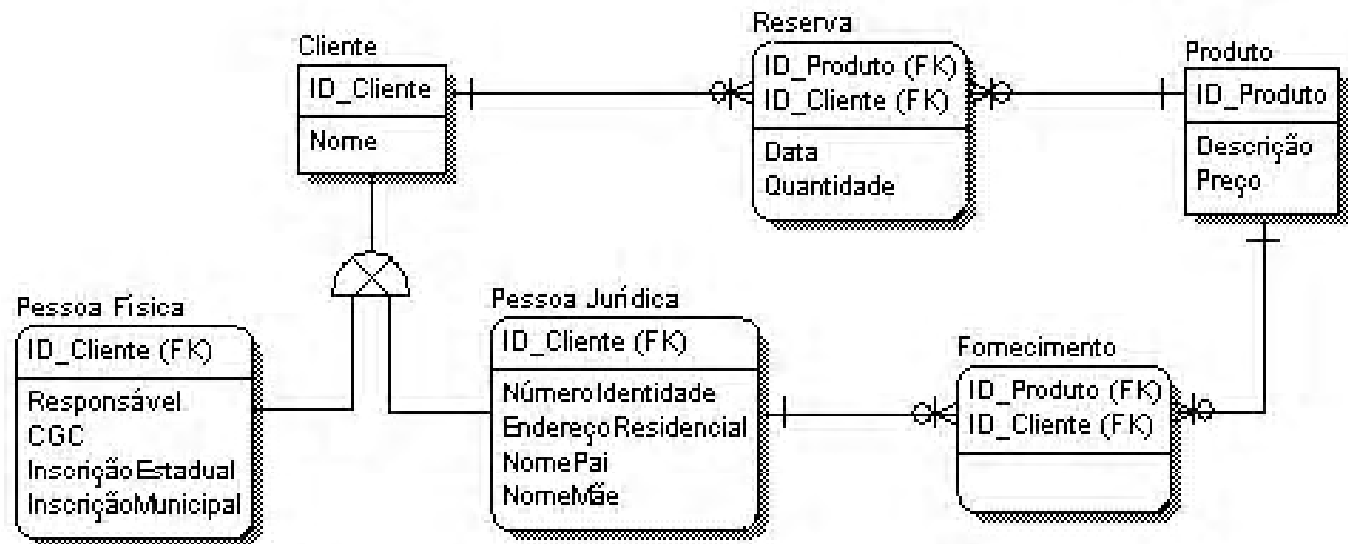 Reserva
ID_Produto (FK)
ID_Cliente (FK)
Data
Quantidade
Cliente
ID_Cliente
Nome
Produto
ID_Produto
Descrição
Preço
Pessoa Física
ID_Cliente (FK)
Responsável
CGC
InscriçãoEstadual
InscriçãoMunicipal
Pessoa Jurídica
ID_Cliente (FK)
NúmeroIdentidade
EndereçoResidencial
NomePai
NomeMãe
Fornecimento
ID_Produto (FK)
ID_Cliente (FK)